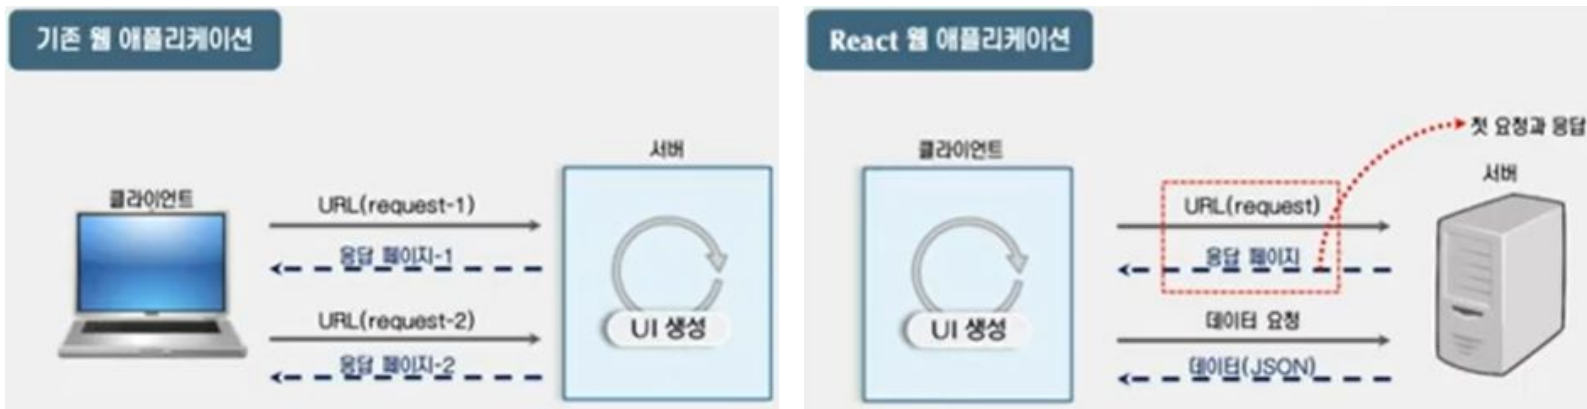 기존 웹 애플리케이션
서버
클라이언트
URL(request-1)
응답 페이지-1
URL(request-2)
응답 페이지-2
UI 생성
React 웹 애플리케이션
첫 요청과 응답
클라이언트
서버
URL(request)
응답 페이지
데이터 요청
데이터(JSON)
UI 생성